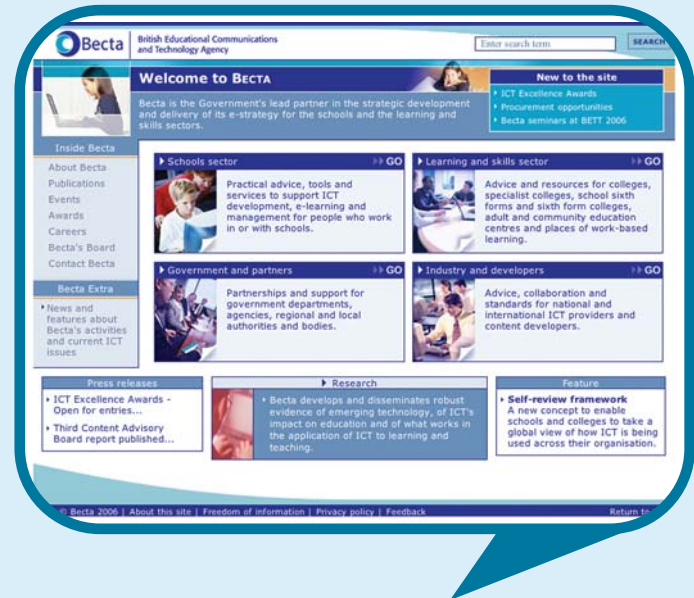 Becta
British Educational Communications
and Technology Agency
Enter search term
SEARCH
Welcome to BECTA
Becta is the Government's lead partner in the strategic development
and delivery of its e-strategy for the schools and the learning and
skills sectors.
New to the site
ICT Excellence Awards
Procurement opportunities
Becta seminars at BETT 2006
Inside Becta
About Becta
Publications
Events
Awards
Careers
Becta's Board
Contact Becta
Becta Extra
News and
features about
Becta's activities
and current ICT
issues
Schools sector
GO
Practical advice, tools and
services to support ICT
development, e-learning and
management for people who work
in or with schools.
Learning and skills sector
GO
Advice and resources for colleges,
specialist colleges, school sixth
forms and sixth form colleges,
adult and community education
centres and places of work-based
learning.
Government and partners
GO
Partnerships and support for
government departments,
agencies, regional and local
authorities and bodies.
Industry and developers
GO
Advice, collaboration and
standards for national and
international ICT providers and
content developers.
Press releases
ICT Excellence Awards -
Open for entries...
Third Content Advisory
Board report published...
Research
Becta develops and disseminates robust
evidence of emerging technology, of ICT's
impact on education and of what works in
the application of ICT to learning and
teaching.
Feature
Self-review framework
A new concept to enable
schools and colleges to take a
global view of how ICT is being
used across their organisation.
© Becta 2006 | About this site | Freedom of information | Privacy policy | Feedback
Return to